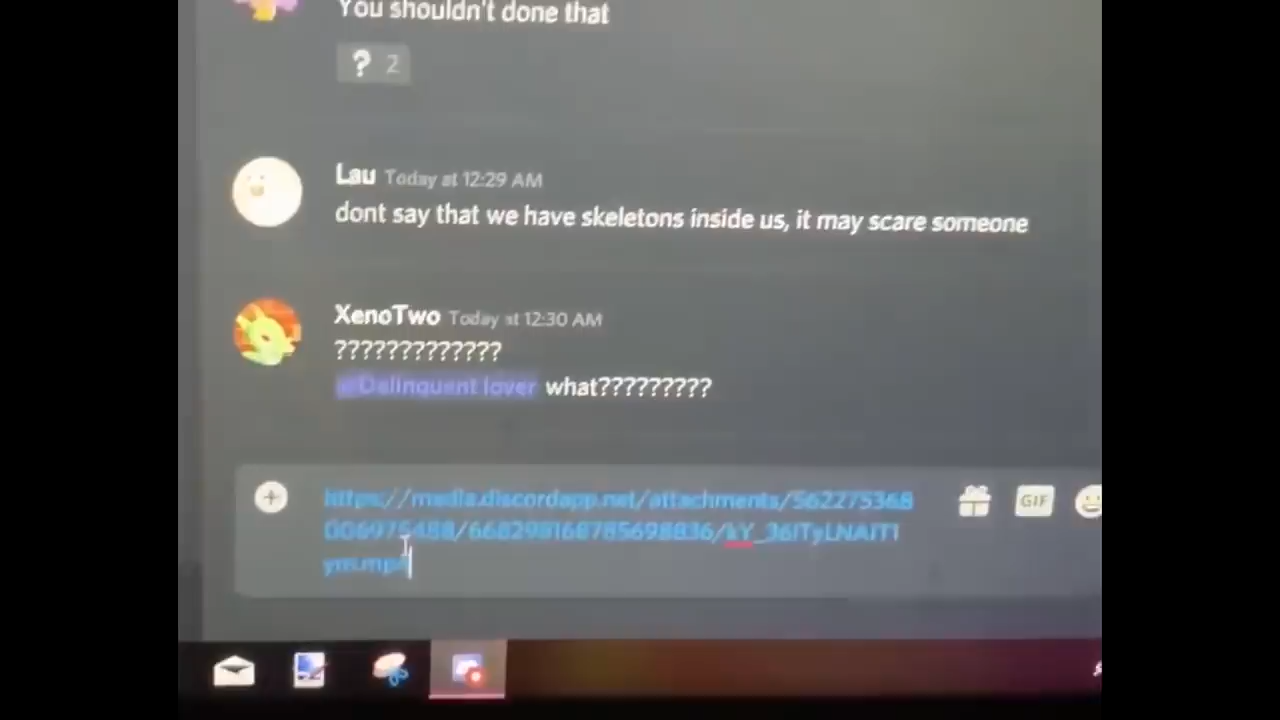 You shouldn't done that
? 2
Lau Today at 12:29 AM
dont say that we have skeletons inside us, it may scare someone
XenoTwo Today at 12:30 AM
?????????????
@Delinquent lover what?????????
https://media.discordapp.net/attachments/562275368
GIF